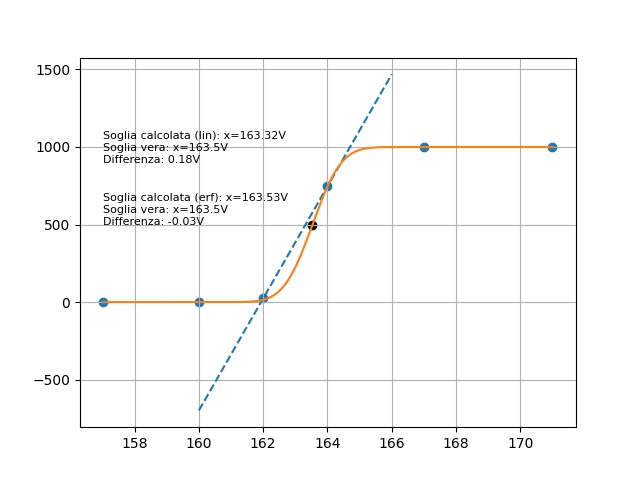 1500
Soglia calcolata (lin): x=163.32V
Soglia vera: x=163.5V
Differenza: 0.18V
1000
Soglia calcolata (erf): x=163.53V
Soglia vera: x=163.5V
Differenza: -0.03V
500
0
−500
158 160 162 164 166 168 170